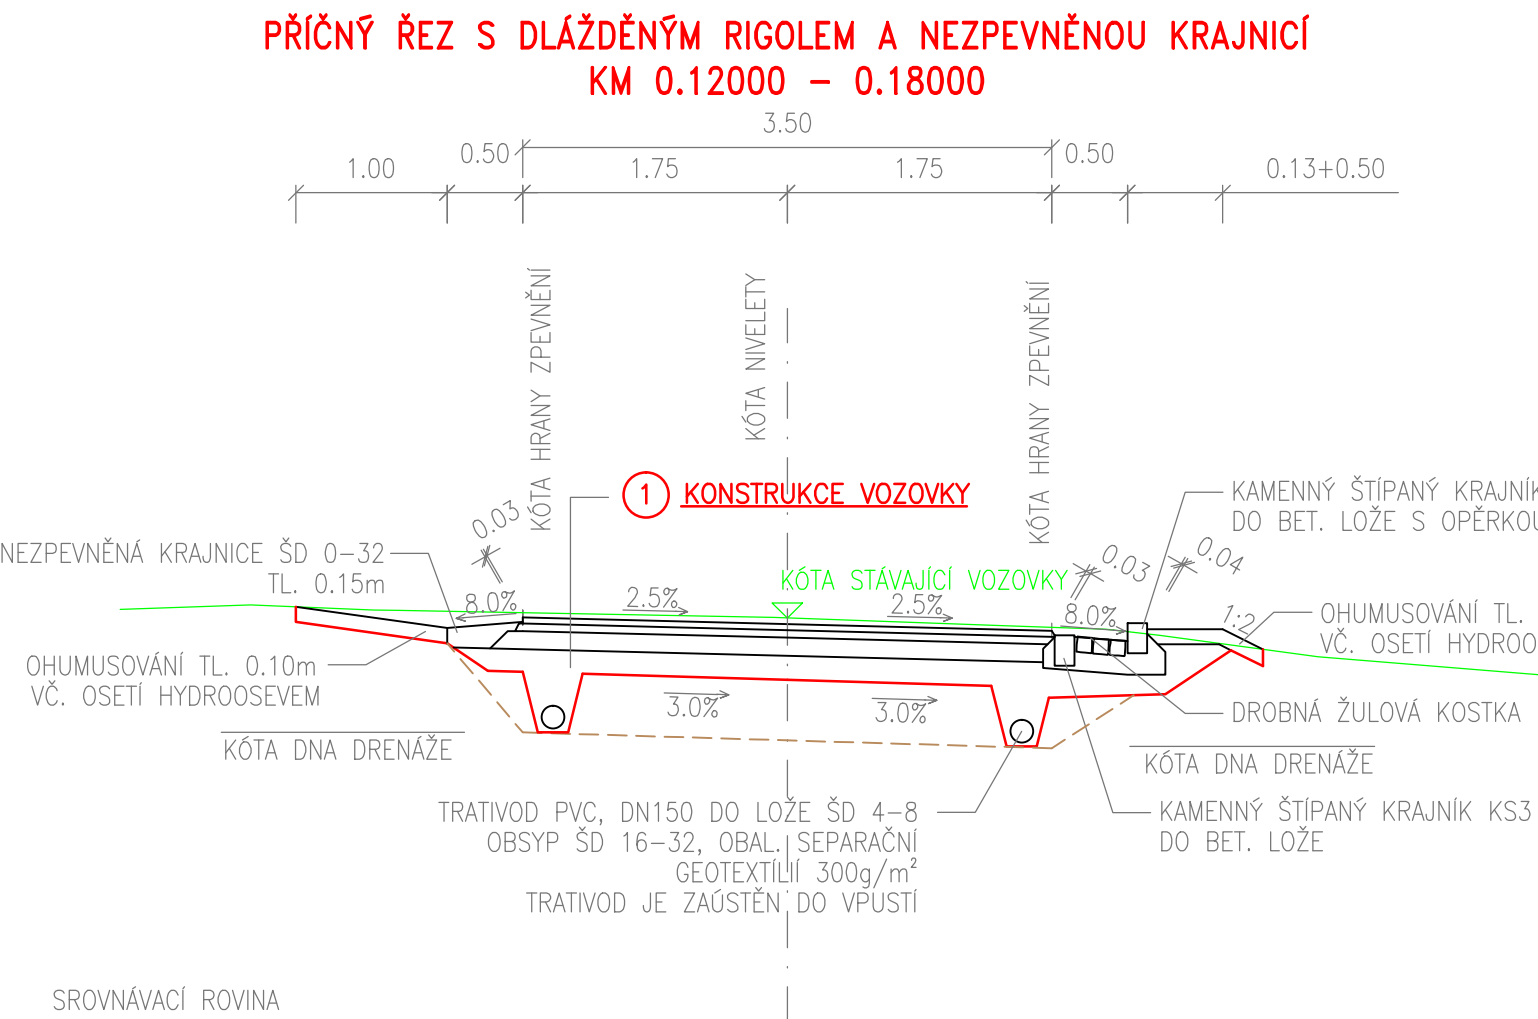 PŘÍČNÝ ŘEZ S DLÁŽDĚNÝM RIGOLEM A NEZPEVNĚNOU KRAJNICÍ
KM 0.12000 – 0.18000
3.50
1.00
0.50
1.75
1.75
0.50
0.13+0.50
KÓTA HRANY ZPEVNĚNÍ
KÓTA NIVELETY
KÓTA HRANY ZPEVNĚNÍ
1 KONSTRUKCE VOZOVKY
KAMENNÝ ŠTÍPANÝ KRAJNÍK
DO BET. LOŽE S OPĚRKOU
0.03
NEZPEVNĚNÁ KRAJNICE ŠD 0–32
TL. 0.15m
KÓTA STÁVAJÍCÍ VOZOVKY
0.03
0.04
8.0%
2.5%
2.5%
8.0%
1:2
OHUMUSOVÁNÍ TL.
VČ. OSETÍ HYDROO
OHUMUSOVÁNÍ TL. 0.10m
VČ. OSETÍ HYDROOSEVEM
3.0%
3.0%
DROBNÁ ŽULOVÁ KOSTKA
KÓTA DNA DRENÁŽE
KÓTA DNA DRENÁŽE
TRATIVOD PVC, DN150 DO LOŽE ŠD 4–8
OBSYP ŠD 16–32, OBAL. SEPARAČNÍ
GEOTEXTÍLIÍ 300g/m²
TRATIVOD JE ZAÚSTĚN DO VPUSTÍ
KAMENNÝ ŠTÍPANÝ KRAJNÍK KS3
DO BET. LOŽE
SROVNÁVACÍ ROVINA